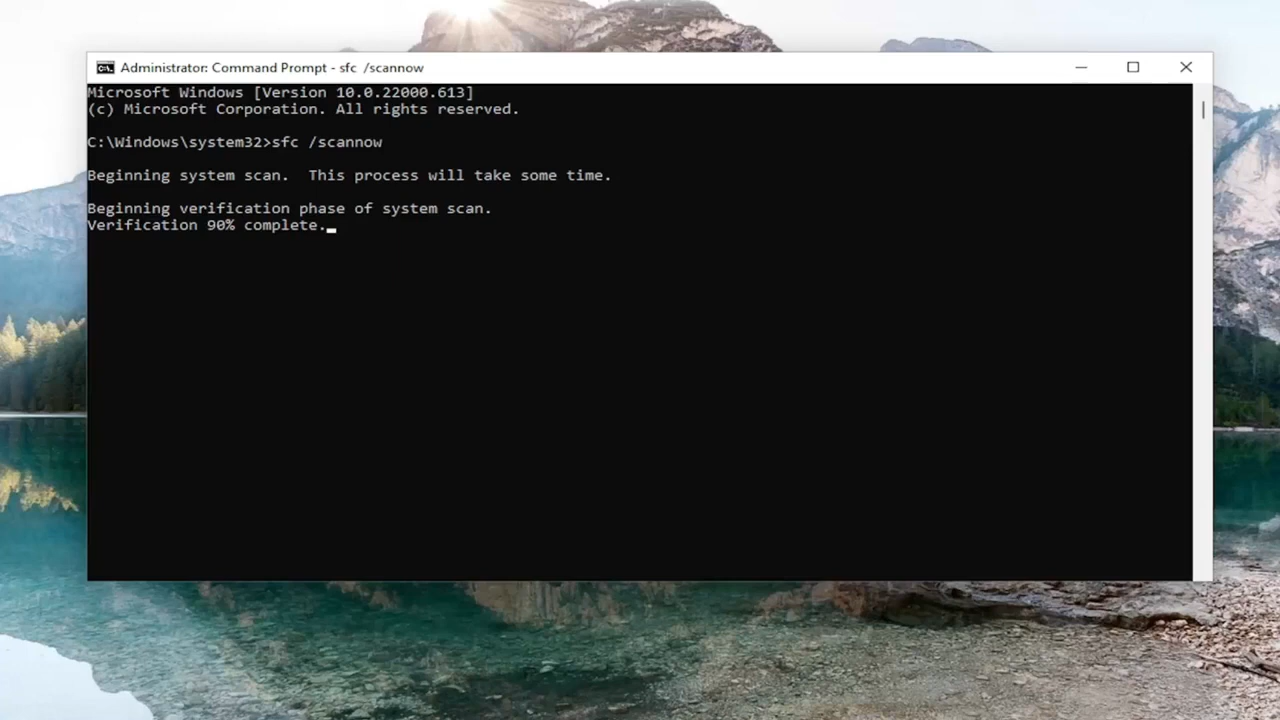 Administrator: Command Prompt - sfc  /scannow
Microsoft Windows [Version 10.0.22000.613]
(c) Microsoft Corporation. All rights reserved.
C:\Windows\system32>sfc /scannow
Beginning system scan.  This process will take some time.
Beginning verification phase of system scan.
Verification 90% complete.